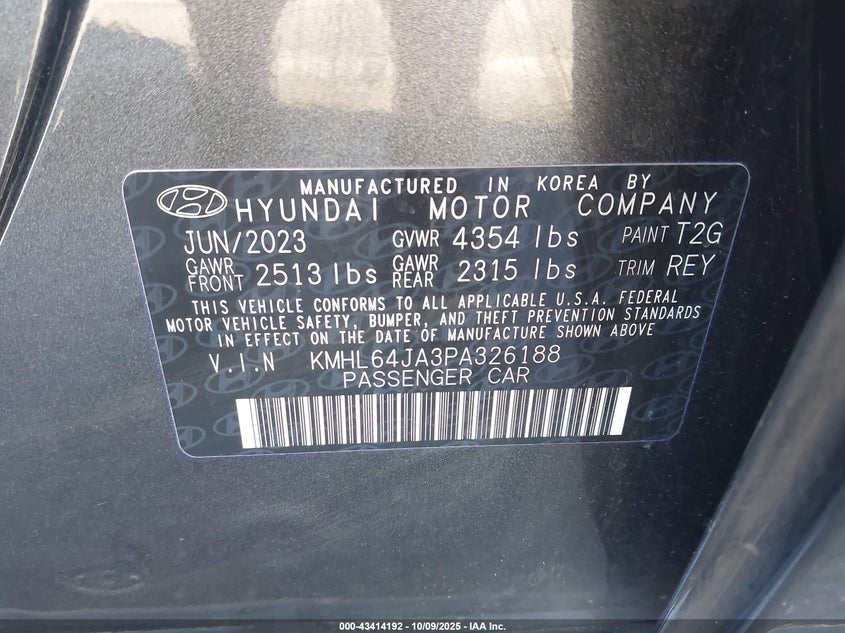 MANUFACTURED IN KOREA BY
HYUNDAI MOTOR COMPANY
JUN/2023 GVWR 4354 lbs PAINT T2G
GAWR FRONT 2513 lbs GAWR REAR 2315 lbs TRIM REY
THIS VEHICLE CONFORMS TO ALL APPLICABLE U.S.A. FEDERAL
MOTOR VEHICLE SAFETY, BUMPER, AND THEFT PREVENTION STANDARDS
IN EFFECT ON THE DATE OF MANUFACTURE SHOWN ABOVE
V.I.N KMHL64JA3PA326188
PASSENGER CAR
000-43414192 - 10/09/2025 - IAA Inc.